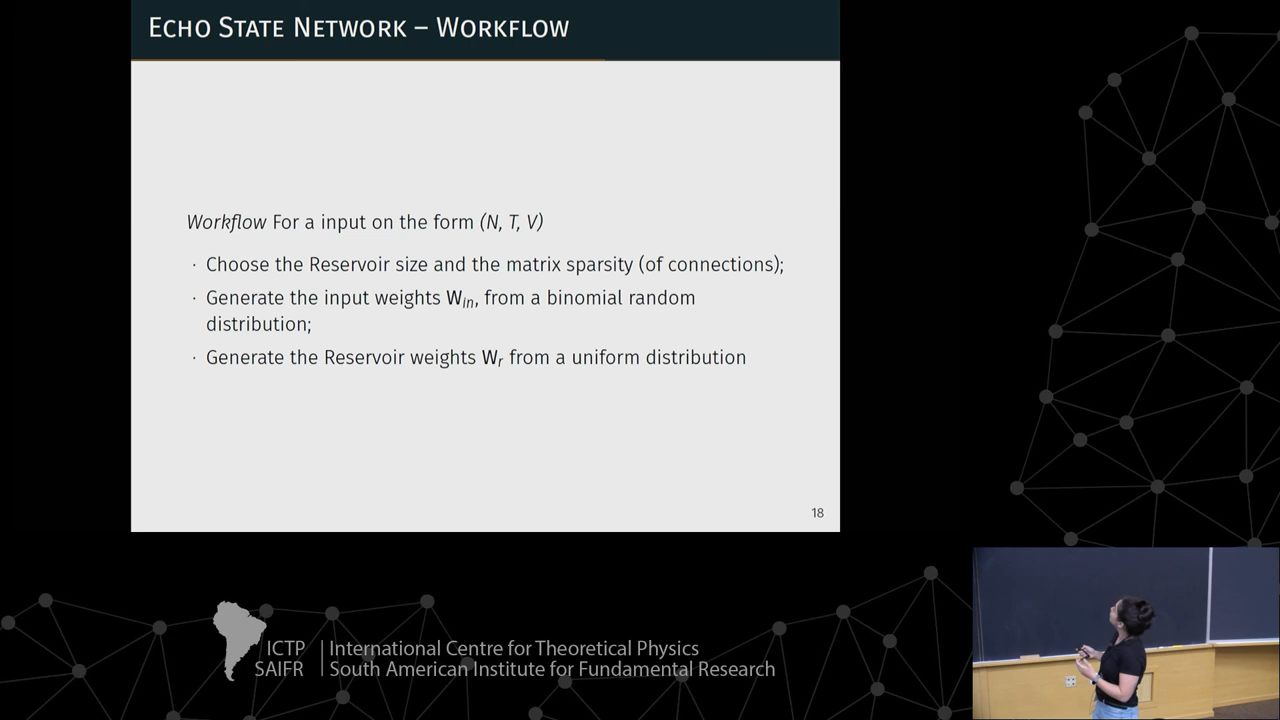 ECHO STATE NETWORK – WORKFLOW
Workflow For a input on the form (N, T, V)
· Choose the Reservoir size and the matrix sparsity (of connections);
· Generate the input weights W_in, from a binomial random
distribution;
· Generate the Reservoir weights W_r from a uniform distribution
18
ICTP | International Centre for Theoretical Physics
SAIFR | South American Institute for Fundamental Research